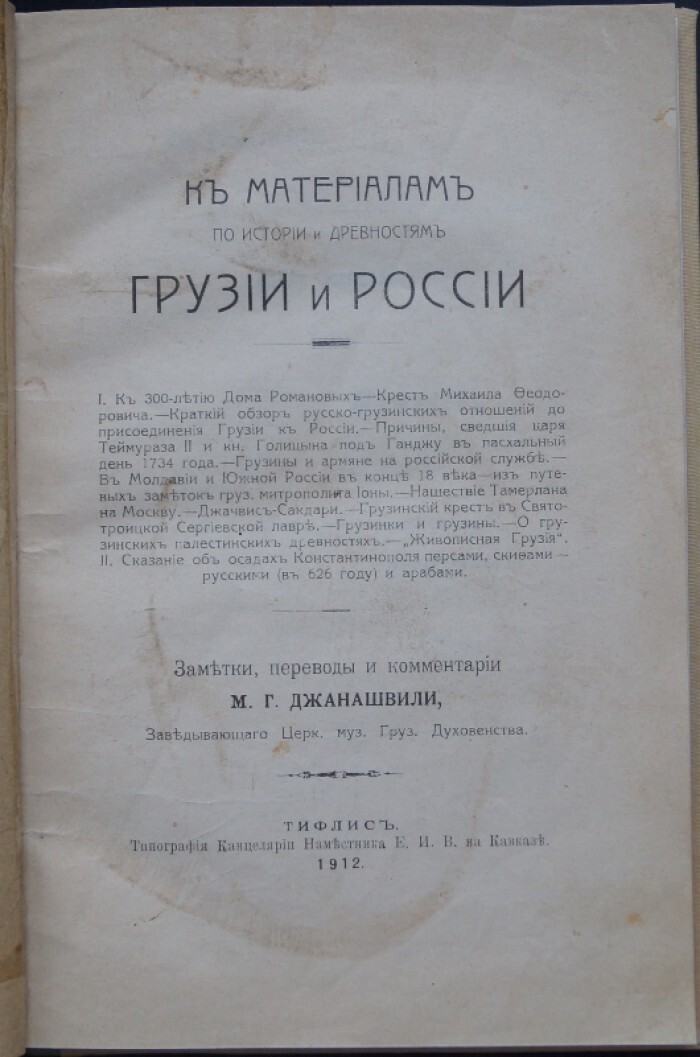 КЪ МАТЕРІАЛАМЪ
ПО ИСТОРІИ и ДРЕВНОСТЯМЪ
ГРУЗІИ и РОССІИ
I. Къ 300-лѣтію Дома Романовыхъ—Крестъ Михаила Ѳеодо-
ровича.—Краткій обзоръ русско-грузинскихъ отношеній до
присоединенія Грузіи къ Россіи.—Причины, сведшія царя
Теймураза II и кн. Голицына подъ Ганджу въ пасхальный
день 1734 года.—Грузины и армяне на россійской службѣ.—
Въ Молдавіи и Южной Россіи въ концѣ 18 вѣка—изъ путе-
выхъ замѣтокъ груз. митрополита Іоны.—Нашествіе Тамерлана
на Москву.—Джачвисъ-Сакдари.—Грузинскій крестъ въ Свято-
троицкой Сергіевской лаврѣ.—Грузинки и грузины.—О гру-
зинскихъ палестинскихъ древностяхъ.—„Живописная Грузія“.
II. Сказаніе объ осадахъ Константинополя персами, скиѳами—
русскими (въ 626 году) и арабами.
Замѣтки, переводы и комментаріи
М. Г. ДЖАНАШВИЛИ,
Завѣдывающаго Церк. муз. Груз. Духовенства.
ТИФЛИСЪ.
Типографія Канцеляріи Намѣстника Е. И. В. на Кавказѣ.
1912.